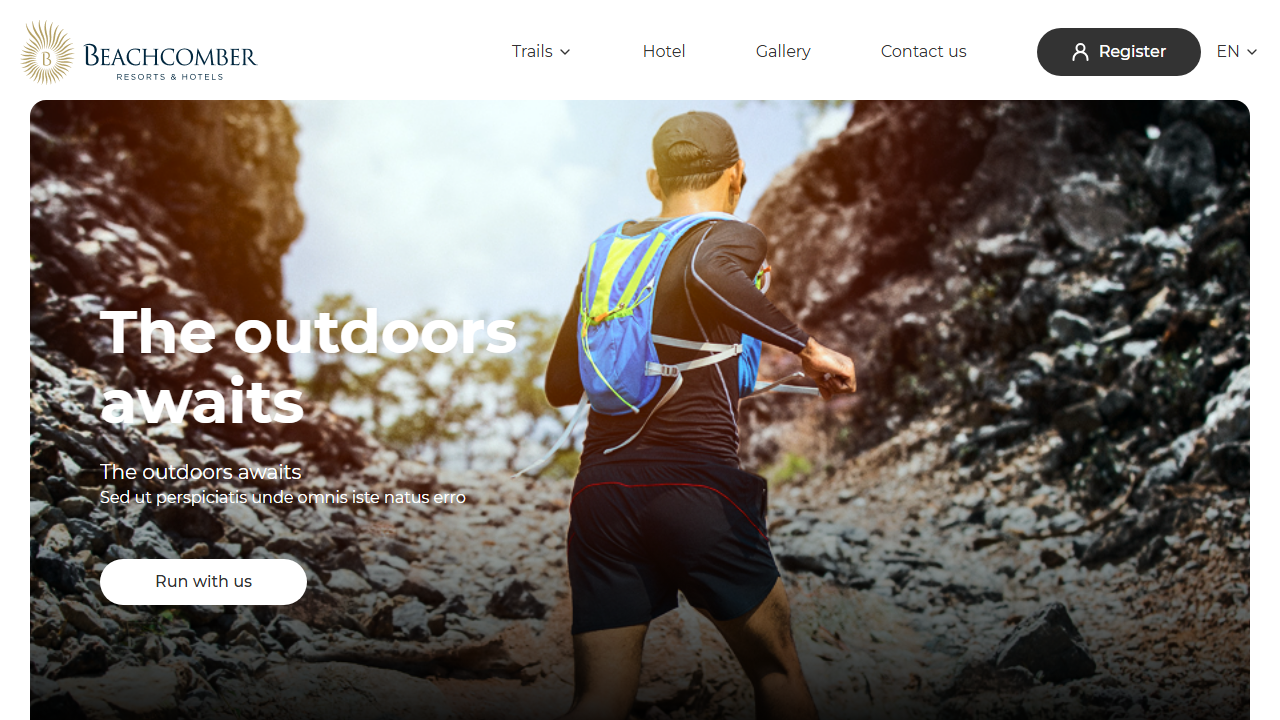 B
BEACHCOMBER
RESORTS & HOTELS
Trails
Hotel
Gallery
Contact us
Register
EN
The outdoors
awaits
The outdoors awaits
Sed ut perspiciatis unde omnis iste natus erro
Run with us